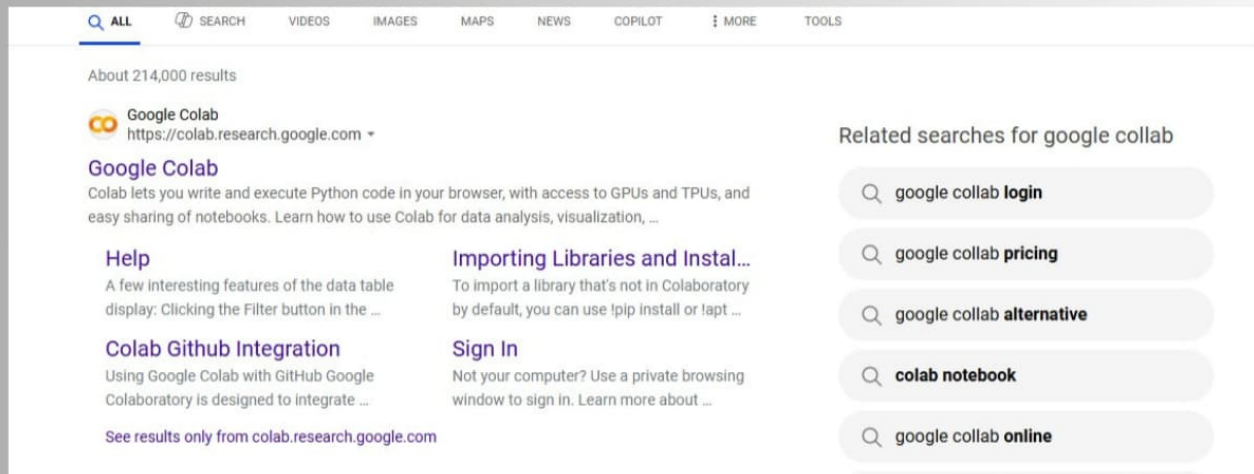 ALL SEARCH VIDEOS IMAGES MAPS NEWS COPILOT MORE TOOLS
About 214,000 results
Google Colab
https://colab.research.google.com
Google Colab
Colab lets you write and execute Python code in your browser, with access to GPUs and TPUs, and
easy sharing of notebooks. Learn how to use Colab for data analysis, visualization, ...
Help
A few interesting features of the data table
display: Clicking the Filter button in the ...
Importing Libraries and Instal...
To import a library that's not in Colaboratory
by default, you can use !pip install or !apt ...
Colab Github Integration
Using Google Colab with GitHub Google
Colaboratory is designed to integrate ...
Sign In
Not your computer? Use a private browsing
window to sign in. Learn more about ...
See results only from colab.research.google.com
Related searches for google collab
google collab login
google collab pricing
google collab alternative
colab notebook
google collab online